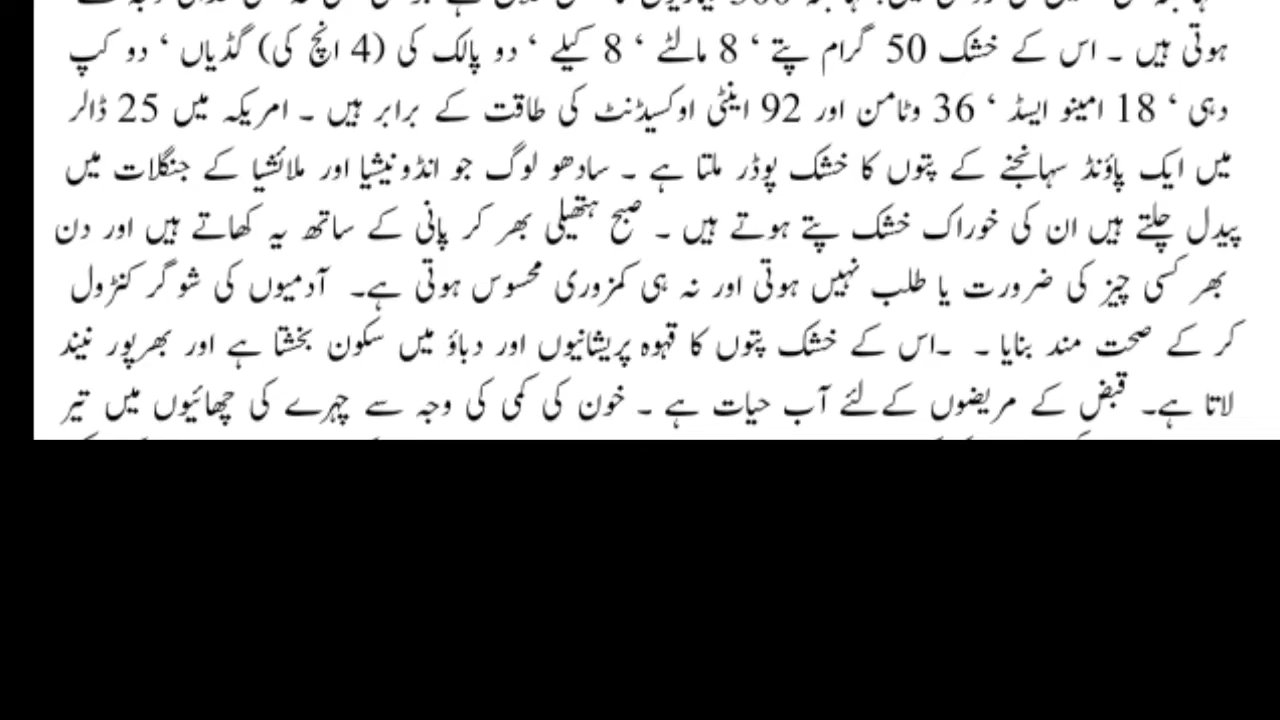 ہوتی ہیں ۔ اس کے خشک 50 گرام پتے ‘ 8 مالٹے ‘ 8 کیلے ‘ دو پالک کی (4 انچ کی) گڈیاں ‘ دو کپ
دہی ‘ 18 امینو ایسڈ ‘ 36 وٹامن اور 92 اینٹی اوکسیڈنٹ کی طاقت کے برابر ہیں ۔ امریکہ میں 25 ڈالر
میں ایک پاؤنڈ سہانجنے کے پتوں کا خشک پوڈر ملتا ہے ۔ سادھو لوگ جو انڈونیشیا اور ملائشیا کے جنگلات میں
پیدل چلتے ہیں ان کی خوراک خشک پتے ہوتے ہیں ۔ صبح ہتھیلی بھر کر پانی کے ساتھ یہ کھاتے ہیں اور دن
بھر کسی چیز کی ضرورت یا طلب نہیں ہوتی اور نہ ہی کمزوری محسوس ہوتی ہے۔ آدمیوں کی شوگر کنڑول
کر کے صحت مند بنایا ۔ ۔اس کے خشک پتوں کا قہوہ پریشانیوں اور دباؤ میں سکون بخشتا ہے اور بھرپور نیند
لاتا ہے۔ قبض کے مریضوں کےلئے آب حیات ہے ۔ خون کی کمی کی وجہ سے چہرے کی چھائیوں میں تیر